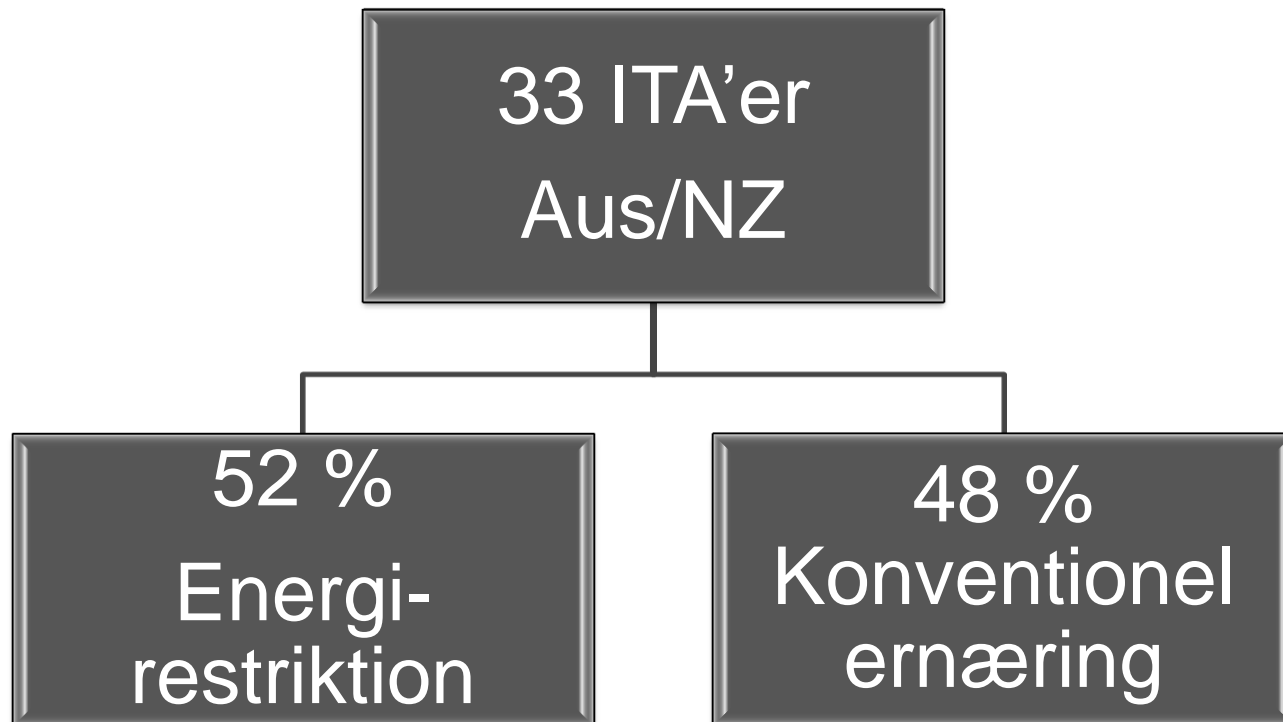 33 ITA’er
Aus/NZ
52 %
Energi-
restriktion
48 %
Konventionel
ernæring